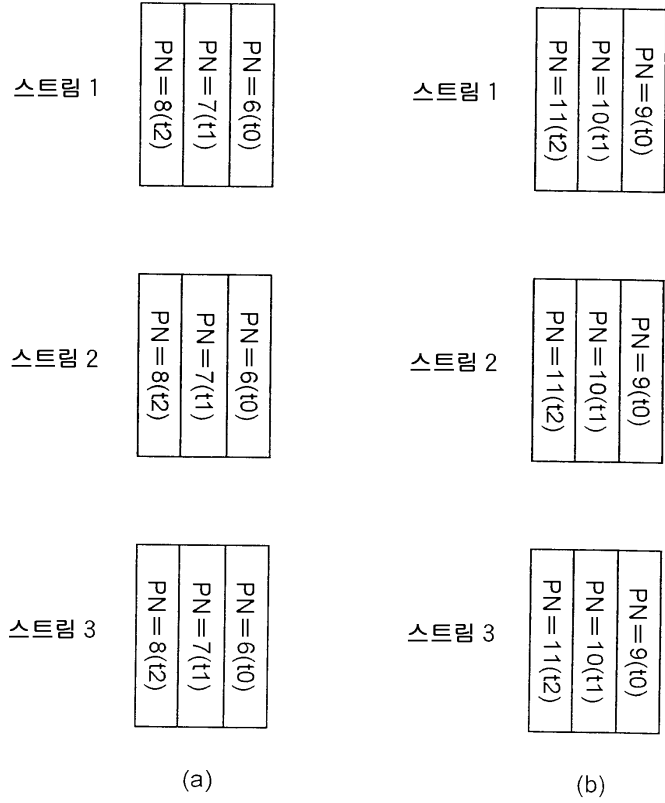 스트림 1
PN=8(t2)
PN=7(t1)
PN=6(t0)
스트림 1
PN=11(t2)
PN=10(t1)
PN=9(t0)
스트림 2
PN=8(t2)
PN=7(t1)
PN=6(t0)
스트림 2
PN=11(t2)
PN=10(t1)
PN=9(t0)
스트림 3
PN=8(t2)
PN=7(t1)
PN=6(t0)
스트림 3
PN=11(t2)
PN=10(t1)
PN=9(t0)
(a)
(b)